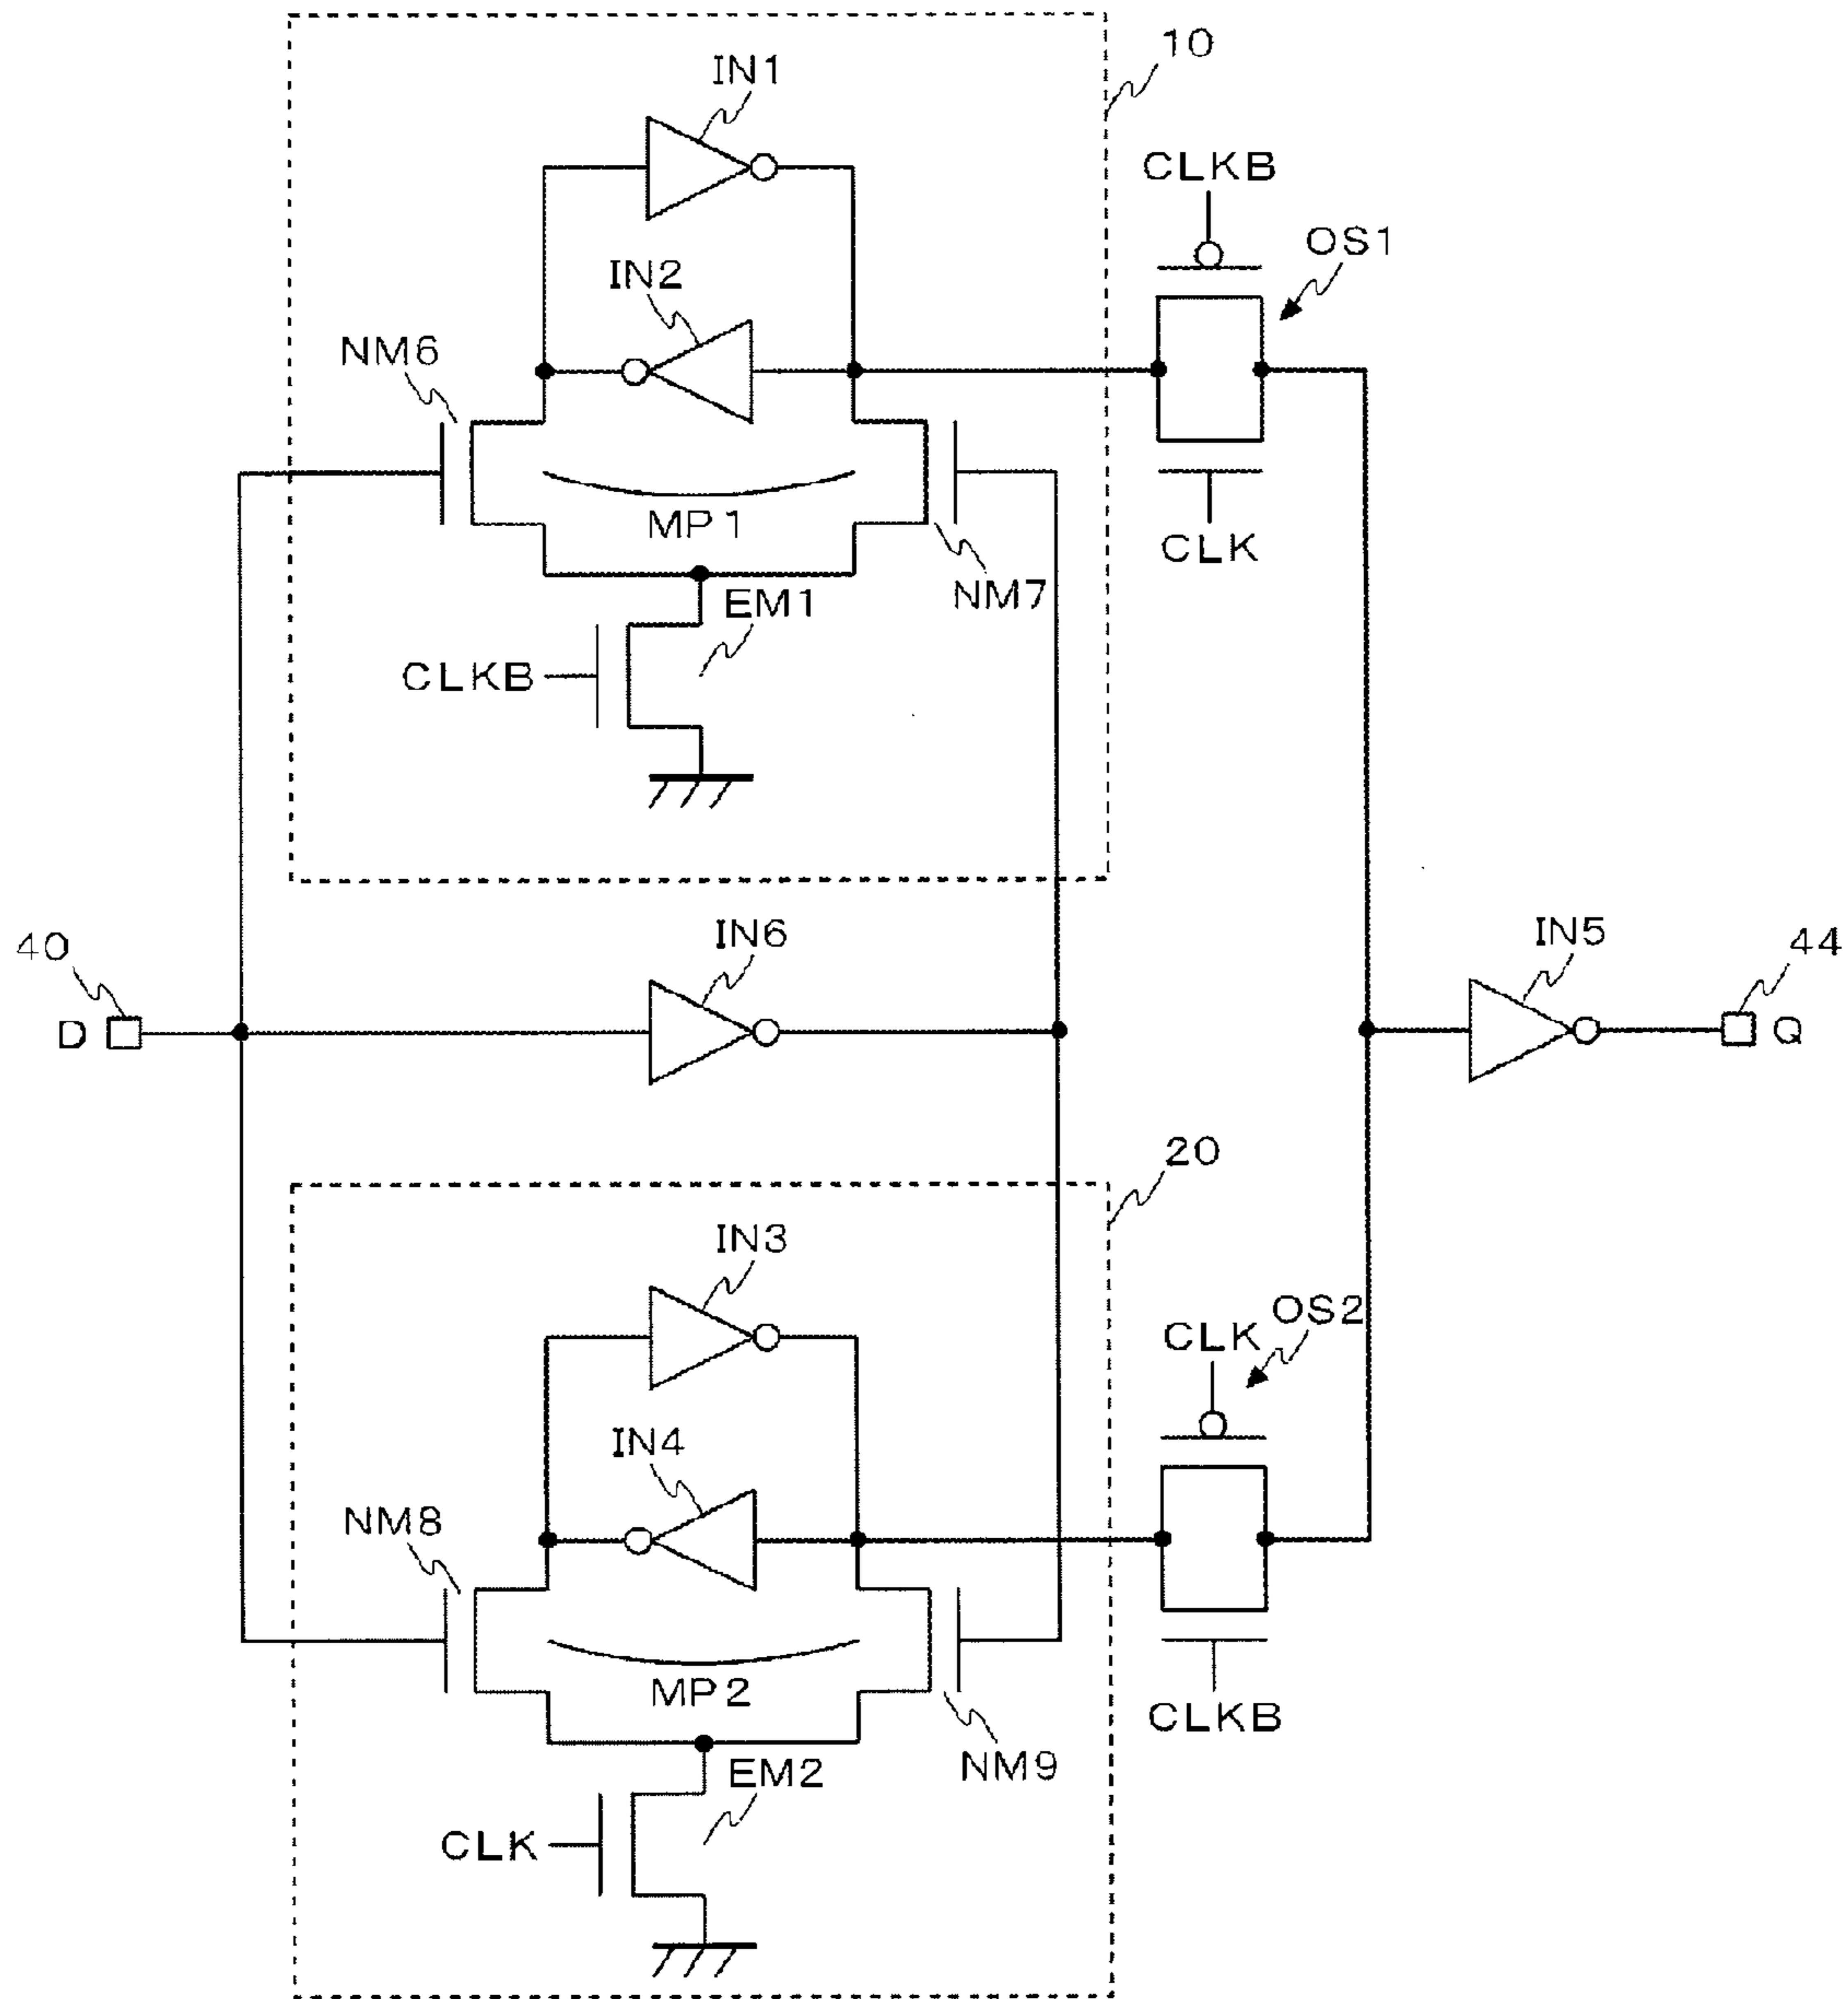 10
IN1
CLKB
OS1
IN2
NM6
MP1
CLK
NM7
EM1
CLKB
40
IN6
IN5
44
D
Q
20
IN3
OS2
CLK
IN4
NM8
MP2
CLKB
NM9
EM2
CLK